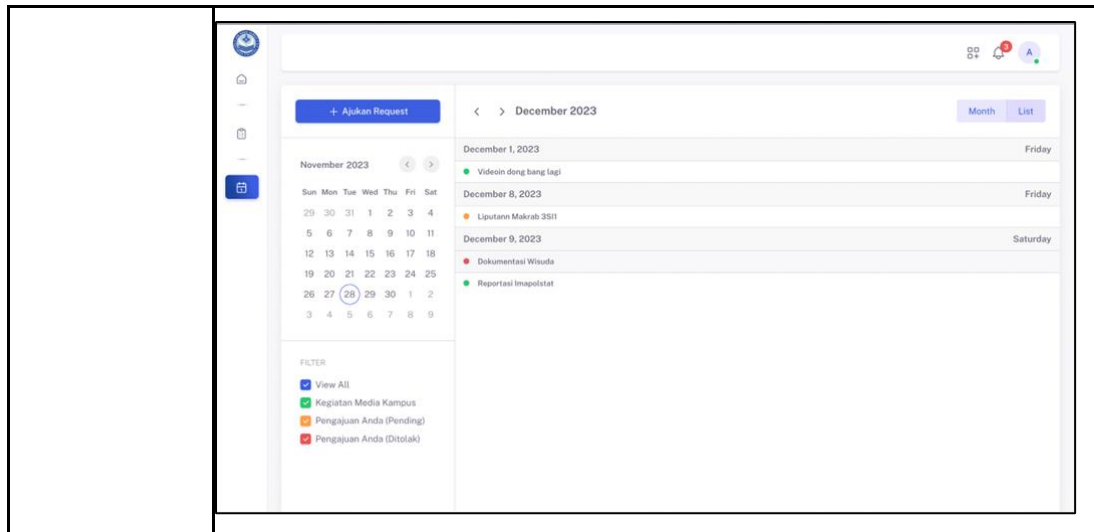 3
A
+ Ajukan Request
November 2023
Sun Mon Tue Wed Thu Fri Sat
29 30 31 1 2 3 4
5 6 7 8 9 10 11
12 13 14 15 16 17 18
19 20 21 22 23 24 25
26 27 28 29 30 1 2
3 4 5 6 7 8 9
FILTER
View All
Kegiatan Media Kampus
Pengajuan Anda (Pending)
Pengajuan Anda (Ditolak)
December 2023
Month List
December 1, 2023 Friday
Videoin dong bang lagi
December 8, 2023 Friday
Liputann Makrab 3SI1
December 9, 2023 Saturday
Dokumentasi Wisuda
Reportasi Imapolstat